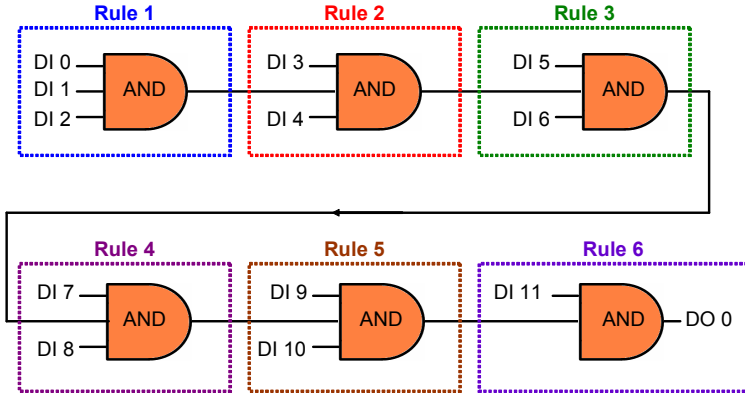 Rule 1 Rule 2 Rule 3
DI 0 DI 3 DI 5
DI 1 AND AND AND
DI 2 DI 4 DI 6
Rule 4 Rule 5 Rule 6
DI 7 DI 9 DI 11
AND AND AND DO 0
DI 8 DI 10